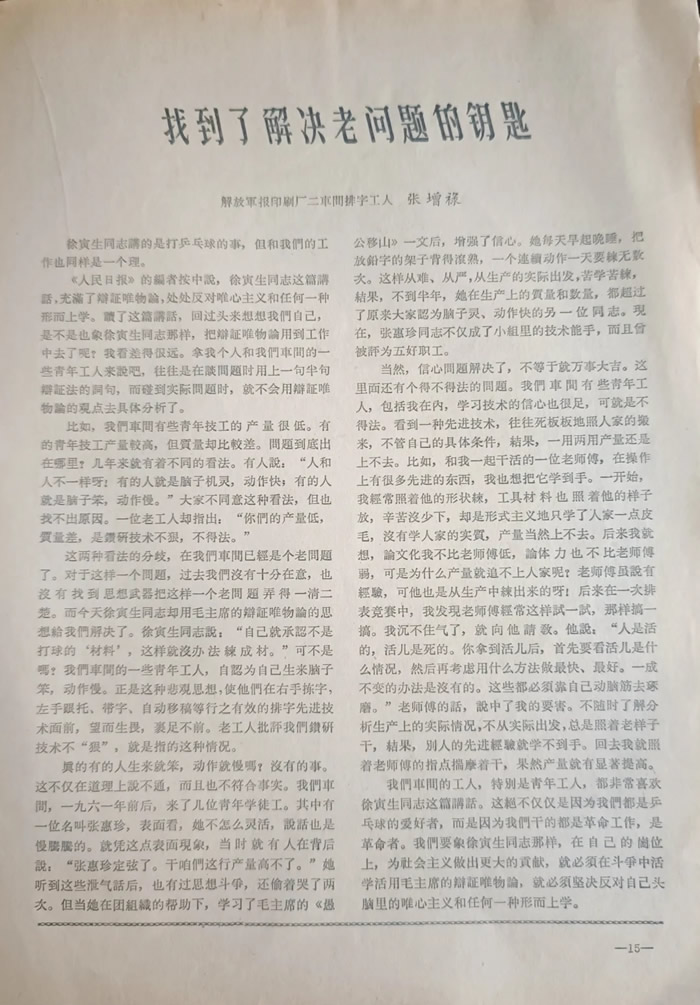 找到了解决老问题的钥匙
解放軍报印刷厂二車間排字工人 张增祿
徐寅生同志講的是打乒乓球的事，但和我們的工
作也同样是一个理。
《人民日报》的編者按中說，徐寅生同志这篇講
話，充滿了辯証唯物論，处处反对唯心主义和任何一种
形而上学。讀了这篇講話，回过头来想想我們自己，
是不是也象徐寅生同志那样，把辯証唯物論用到工作
中去了呢？我看差得很远。拿我个人和我們車間的一
些青年工人来說吧，往往是在談問題时用上一句半句
辯証法的詞句，而碰到实际問題时，就不会用辯証唯
物論的观点去具体分析了。
比如，我們車間有些青年技工的产量很低。有
的青年技工产量較高，但質量却比較差。問題到底出
在哪里？几年来就有着不同的看法。有人說：“人和
人不一样呀！有的人就是脑子机灵，动作快；有的人
就是脑子笨，动作慢。”大家不同意这种看法，但也
找不出原因。一位老工人却指出：“你們的产量低，
質量差，是鑽研技术不狠，不得法。”
这两种看法的分歧，在我們車間已經是个老問題
了。对于这样一个問題，过去我們沒有十分在意，也
沒有找到思想武器把这样一个老問題弄得一清二
楚。而今天徐寅生同志却用毛主席的辯証唯物論的思
想給我們解决了。徐寅生同志說：“自己就承認不是
打球的‘材料’，这样就沒办法練成材。”可不是
嗎？我們車間的一些青年工人，自認为自己生来脑子
笨，动作慢。正是这种悲观思想，使他們在右手拣字，
左手跟托、带字、自动移稿等行之有效的排字先进技
术面前，望而生畏，裹足不前。老工人批評我們鑽研
技术不“狠”，就是指的这种情况。
眞的有的人生来就笨，动作就慢嗎？沒有的事。
这不仅在道理上說不通，而且也不符合事实。我們車
間，一九六一年前后，来了几位青年学徒工。其中有
一位名叫张惠珍，表面看，她不怎么灵活，說話也是
慢騰騰的。就凭这点表面現象，当时就有人在背后
說：“张惠珍定弦了。干咱們这行产量高不了。”她
听到这些泄气話后，也有过思想斗爭，还偷着哭了两
次。但当她在团組織的帮助下，学习了毛主席的《愚
公移山》一文后，增强了信心。她每天早起晚睡，把
放鉛字的架子背得滾熟，一个連續动作一天要練无数
次。这样从难、从严，从生产的实际出发，苦学苦練，
結果，不到半年，她在生产上的質量和数量，都超过
了原来大家認为脑子灵、动作快的另一位同志。現
在，张惠珍同志不仅成了小組里的技术能手，而且曾
被評为五好职工。
当然，信心問題解决了，不等于就万事大吉。这
里面还有个得不得法的問題。我們車間有些青年工
人，包括我在內，学习技术的信心也很足，可就是不
得法。看到一种先进技术，往往死板板地照人家的搬
来，不管自己的具体条件，結果，一用两用产量还是
上不去。比如，和我一起干活的一位老师傅，在操作
上有很多先进的东西，我也想把它学到手。一开始，
我經常照着他的形状練，工具材料也照着他的样子
放，辛苦沒少下，却是形式主义地只学了人家一点皮
毛，沒有学人家的实質，产量当然上不去。后来我就
想，論文化我不比老师傅低，論体力也不比老师傅
弱，可是为什么产量就追不上人家呢？老师傅虽說有
經驗，可他也是从生产中練出来的呀！后来在一次排
表竞赛中，我发現老师傅經常这样試一試，那样搞一
搞。我沉不住气了，就向他請教。他說：“人是活
的，活儿是死的。你拿到活儿后，首先要看活儿是什
么情况，然后再考虑用什么方法做最快、最好。一成
不变的办法是沒有的。这些都必須靠自己动脑筋去琢
磨。”老师傅的話，說中了我的要害。不随时了解分
析生产上的实际情况，不从实际出发，总是照着老样子
干，結果，別人的先进經驗就学不到手。回去我就照
着老师傅的指点揣摩着干，果然产量就有显著提高。
我們車間的工人，特別是青年工人，都非常喜欢
徐寅生同志这篇講話。这絕不仅仅是因为我們都是乒
乓球的爱好者，而是因为我們干的都是革命工作，是
革命者。我們要象徐寅生同志那样，在自己的崗位
上，为社会主义做出更大的貢献，就必須在斗爭中活
学活用毛主席的辯証唯物論，就必須坚决反对自己头
脑里的唯心主义和任何一种形而上学。
—15—